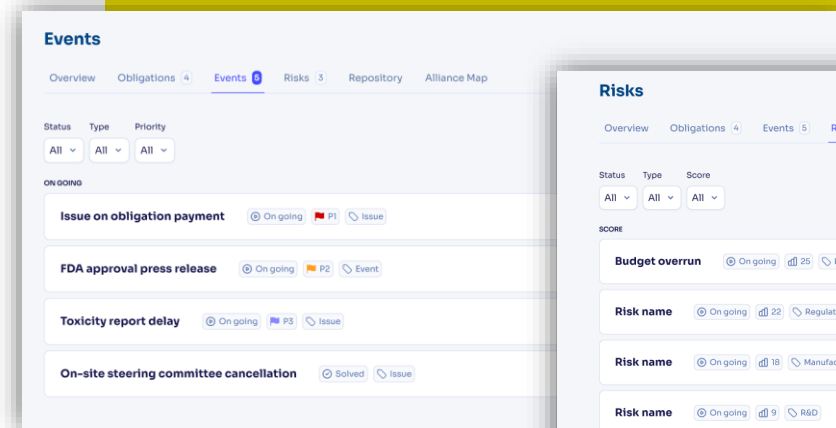 Events
Overview Obligations 4 Events 5 Risks 3 Repository Alliance Map
Status Type Priority
All All All
ON GOING
Issue on obligation payment On going P1 Issue
FDA approval press release On going P2 Event
Toxicity report delay On going P3 Issue
On-site steering committee cancellation Solved Issue
Risks
Overview Obligations 4 Events 5
Status Type Score
All All All
SCORE
Budget overrun On going 25
Risk name On going 22
Risk name On going 18
Risk name On going 9 R&D